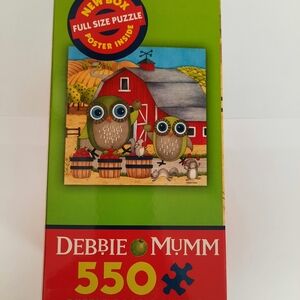 NEW BOX
FULL SIZE PUZZLE
POSTER INSIDE
DEBBIE MUMM
550